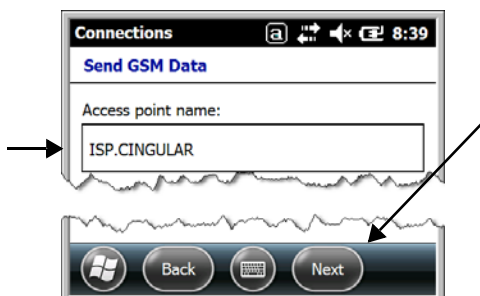 Connections a 8:39
Send GSM Data
Access point name:
ISP.CINGULAR
Back Next